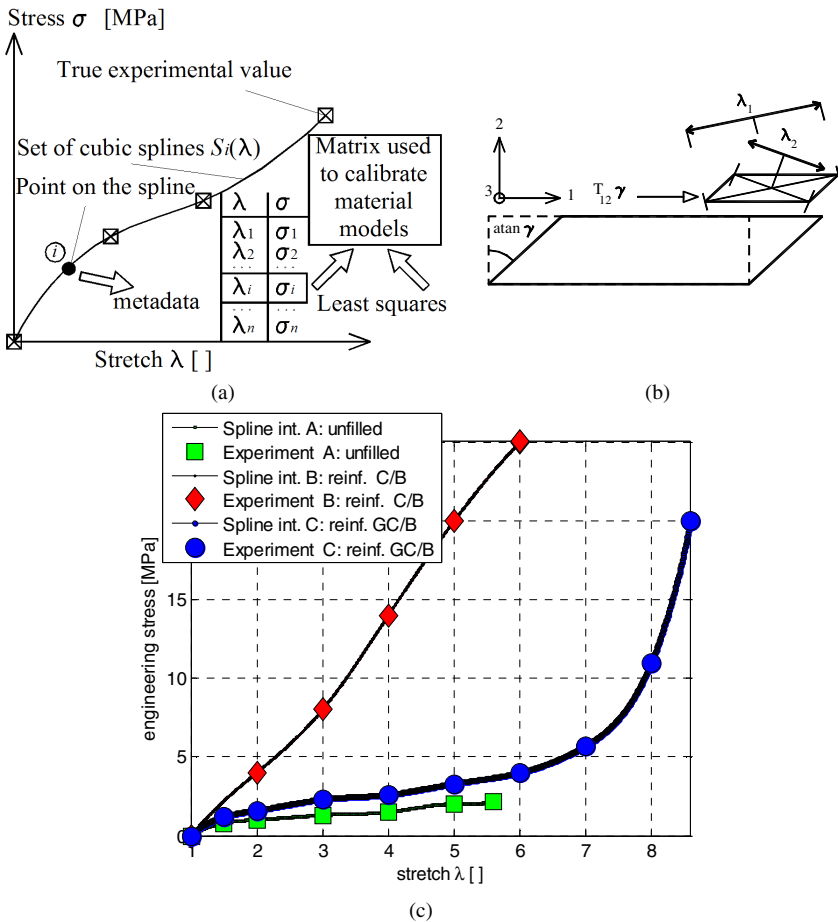 Stress σ [MPa]
True experimental value
Set of cubic splines Si(λ)
Point on the spline
i
metadata
Matrix used
to calibrate
material
models
λ σ
λ1 σ1
λ2 σ2
... ...
λi σi
... ...
λn σn
Least squares
Stretch λ [ ]
(a)
λ1
λ2
2
3
1
T12 γ
atan γ
(b)
Spline int. A: unfilled
Experiment A: unfilled
Spline int. B: reinf. C/B
Experiment B: reinf. C/B
Spline int. C: reinf. GC/B
Experiment C: reinf. GC/B
engineering stress [MPa]
15
10
5
0
1 2 3 4 5 6 7 8
stretch λ [ ]
(c)